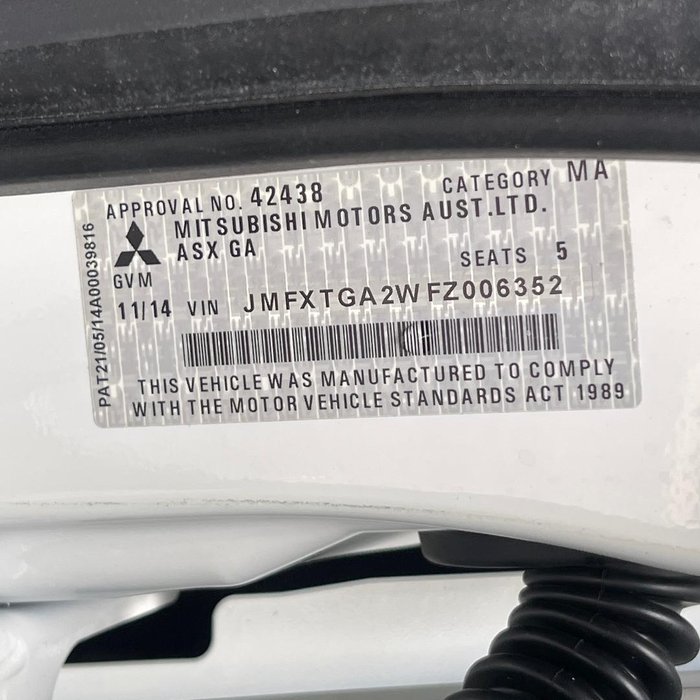 APPROVAL NO. 42438 CATEGORY MA
MITSUBISHI MOTORS AUST.LTD.
ASX GA
GVM SEATS 5
11/14 VIN JMFXTGA2WFZ006352
THIS VEHICLE WAS MANUFACTURED TO COMPLY
WITH THE MOTOR VEHICLE STANDARDS ACT 1989
PAT21/05/14A00039816